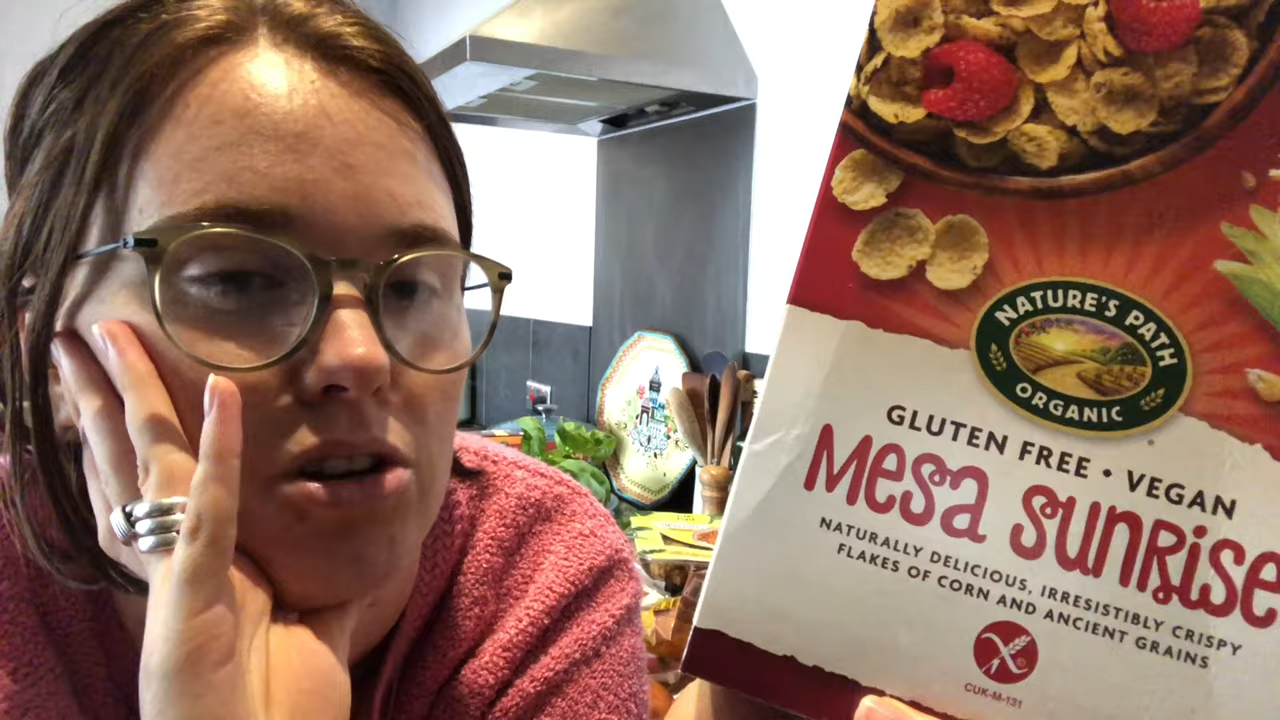 NATURE'S PATH
ORGANIC
GLUTEN FREE • VEGAN
Mesa SUNRise
NATURALLY DELICIOUS, IRRESISTIBLY CRISPY
FLAKES OF CORN AND ANCIENT GRAINS
CUK-M-131